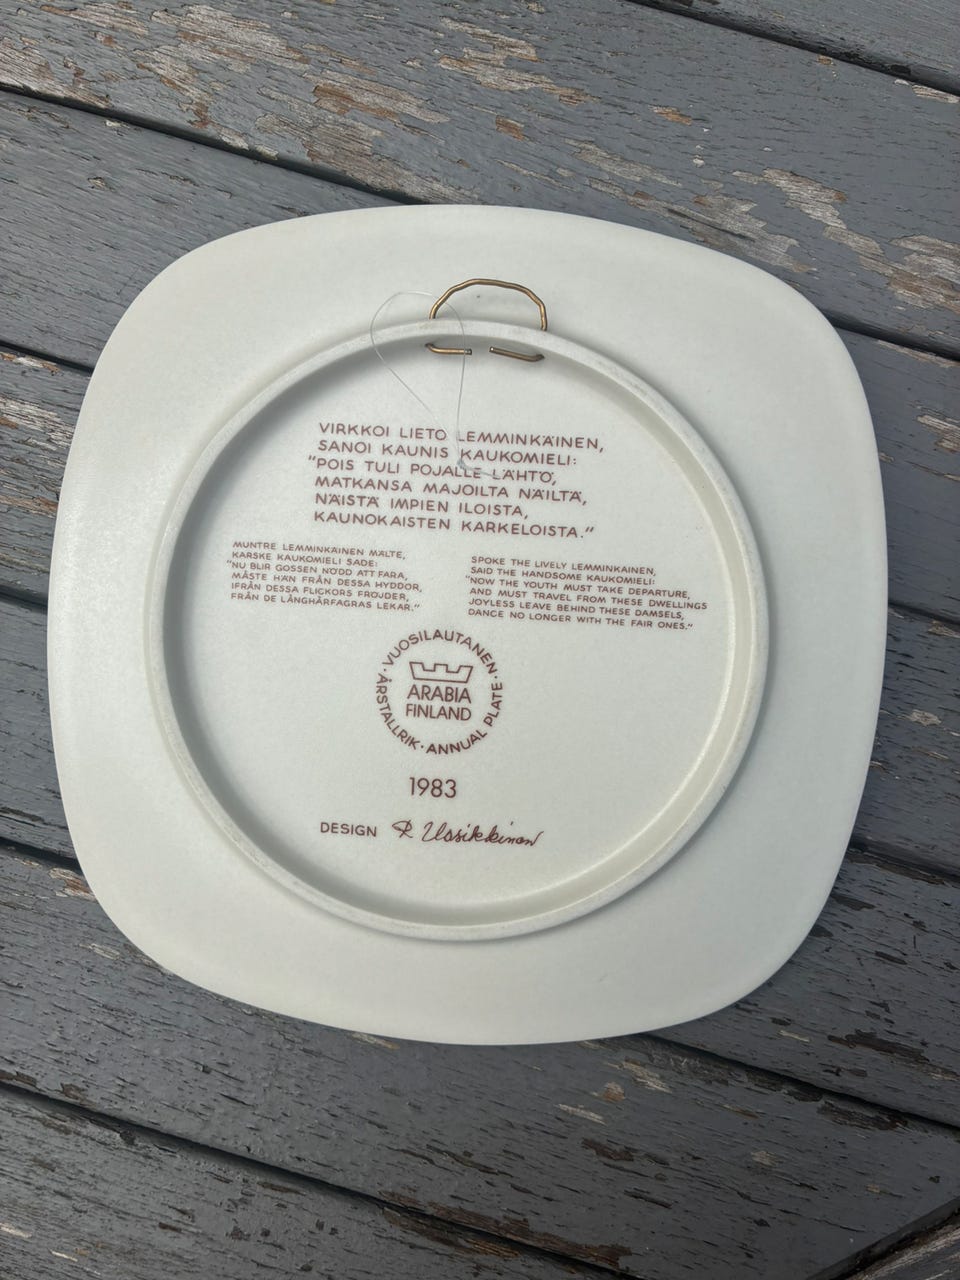 VIRKKOI LIETO LEMMINKÄINEN,
SANOI KAUNIS KAUKOMIELI:
"POIS TULI POJALLE LÄHTÖ,
MATKANSA MAJOILTA NÄILTÄ,
NÄISTÄ IMPIEN ILOISTA,
KAUNOKAISTEN KARKELOISTA."
MUNTRE LEMMINKÄINEN MÄLTE,
KARSKE KAUKOMIELI SADE:
"NU BLIR GOSSEN NÖDD ATT FARA,
MÅSTE HÄN FRÅN DESSA HYDDOR,
IFRÅN DESSA FLICKORS FRÖJDER,
FRÅN DE LÅNGHÅRFAGRAS LEKAR."
SPOKE THE LIVELY LEMMINKÄINEN,
SAID THE HANDSOME KAUKOMIELI:
"NOW THE YOUTH MUST TAKE DEPARTURE,
AND MUST TRAVEL FROM THESE DWELLINGS
JOYLESS LEAVE BEHIND THESE DAMSELS,
DANCE NO LONGER WITH THE FAIR ONES."
· VUOSILAUTANEN · ÅRSTALLRIK · ANNUAL PLATE
ARABIA
FINLAND
1983
DESIGN R Uosikkinen